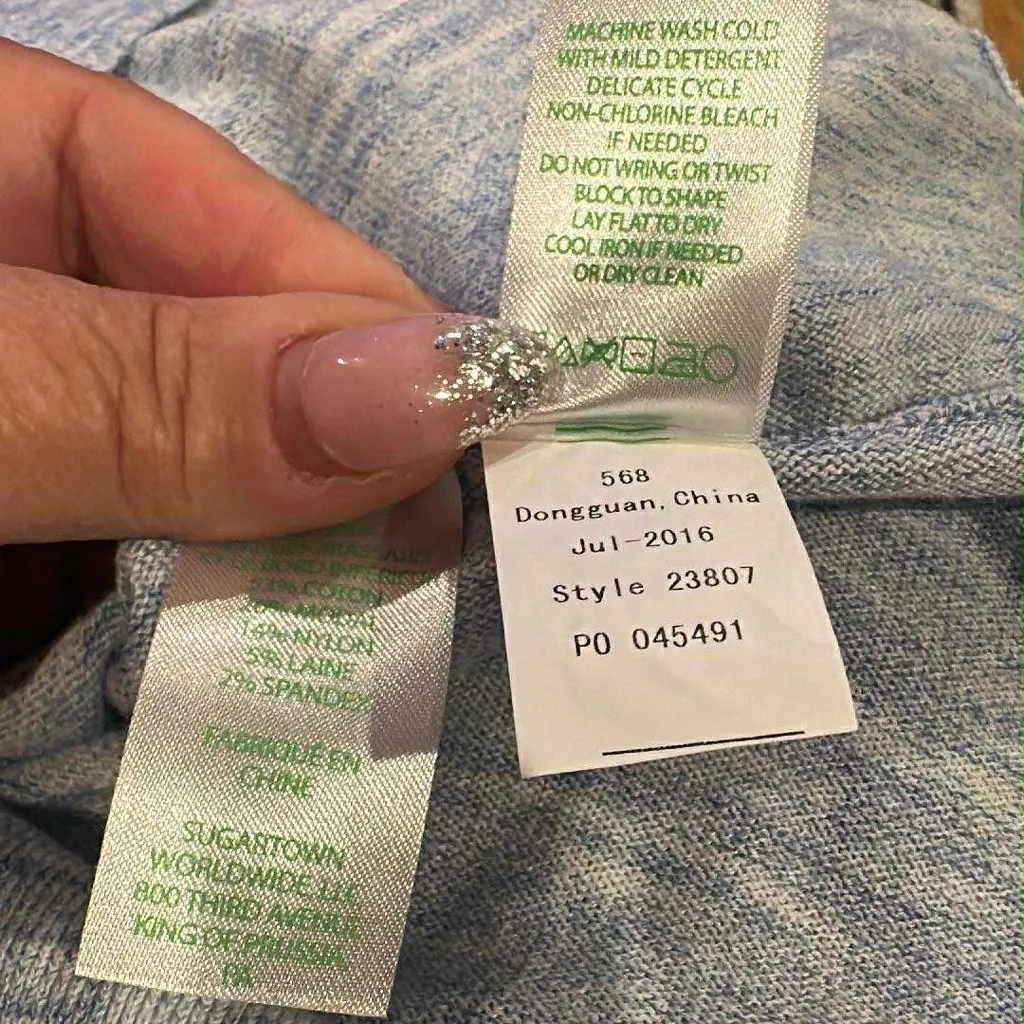 MACHINE WASH COLD
WITH MILD DETERGENT
DELICATE CYCLE
NON-CHLORINE BLEACH
IF NEEDED
DO NOT WRING OR TWIST
BLOCK TO SHAPE
LAY FLAT TO DRY
COOL IRON IF NEEDED
OR DRY CLEAN
568
Dongguan, China
Jul-2016
Style 23807
PO 045491
COTON
MODAL
14% NYLON
5% LAINE
2% SPANDEX
FABRIQUÉ EN
CHINE
SUGARTOWN
WORLDWIDE LLC
800 THIRD AVENUE
KING OF PRUSSIA,
PA